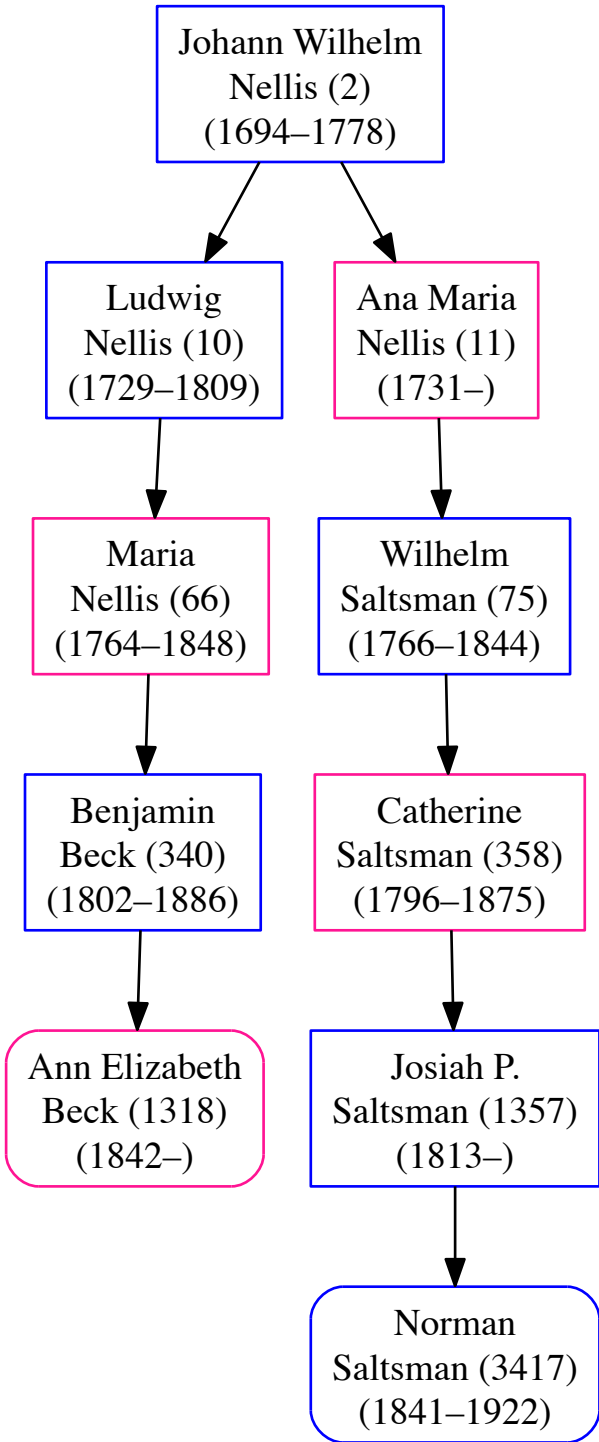 Johann Wilhelm
Nellis (2)
(1694–1778)
Ludwig
Nellis (10)
(1729–1809)
Ana Maria
Nellis (11)
(1731–)
Maria
Nellis (66)
(1764–1848)
Wilhelm
Saltsman (75)
(1766–1844)
Benjamin
Beck (340)
(1802–1886)
Catherine
Saltsman (358)
(1796–1875)
Ann Elizabeth
Beck (1318)
(1842–)
Josiah P.
Saltsman (1357)
(1813–)
Norman
Saltsman (3417)
(1841–1922)